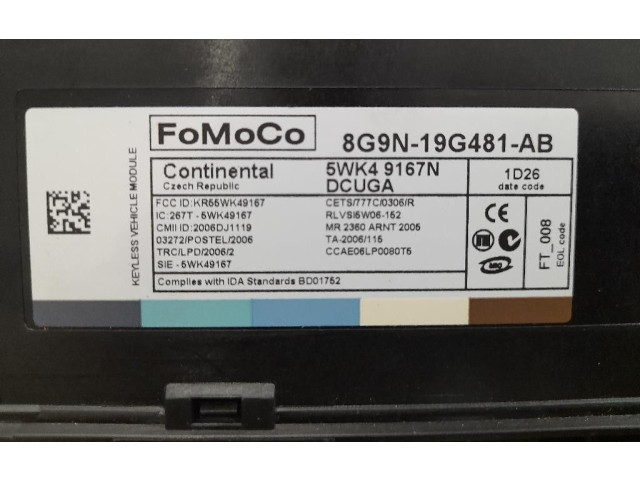 FoMoCo
8G9N-19G481-AB
KEYLESS VEHICLE MODULE
Continental
Czech Republic
5WK4 9167N
DCUGA
1D26
date code
FCC ID:KR55WK49167
IC:267T - 5WK49167
CMII ID:2006DJ1119
03272/POSTEL/2006
TRC/LPD/2006/2
SIE - 5WK49167
CETS/777C/0306/R
RLVSI5W06-152
MR 2360 ARNT 2005
TA-2006/115
CCAE06LP0080T5
CE
FT_008
EOL code
Complies with IDA Standards BD01752